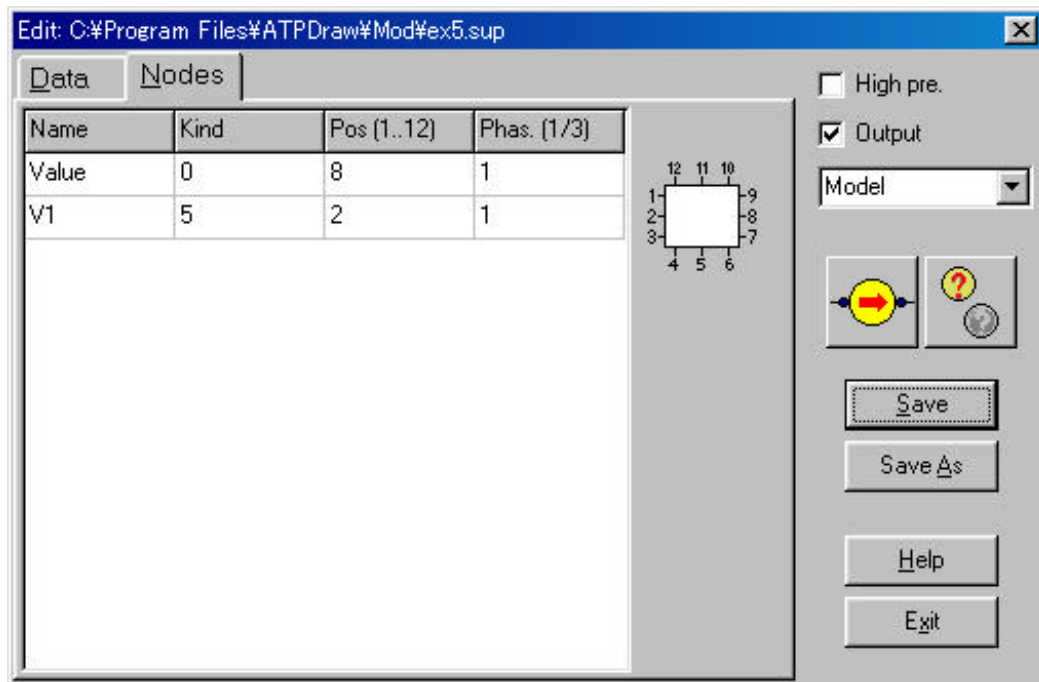 Edit: C:¥Program Files¥ATPDraw¥Mod¥ex5.sup
Data Nodes
Name Kind Pos (1..12) Phas. (1/3)
Value 0 8 1
V1 5 2 1
12 11 10
1 9
2 8
3 7
4 5 6
High pre.
Output
Model
Save
Save As
Help
Exit